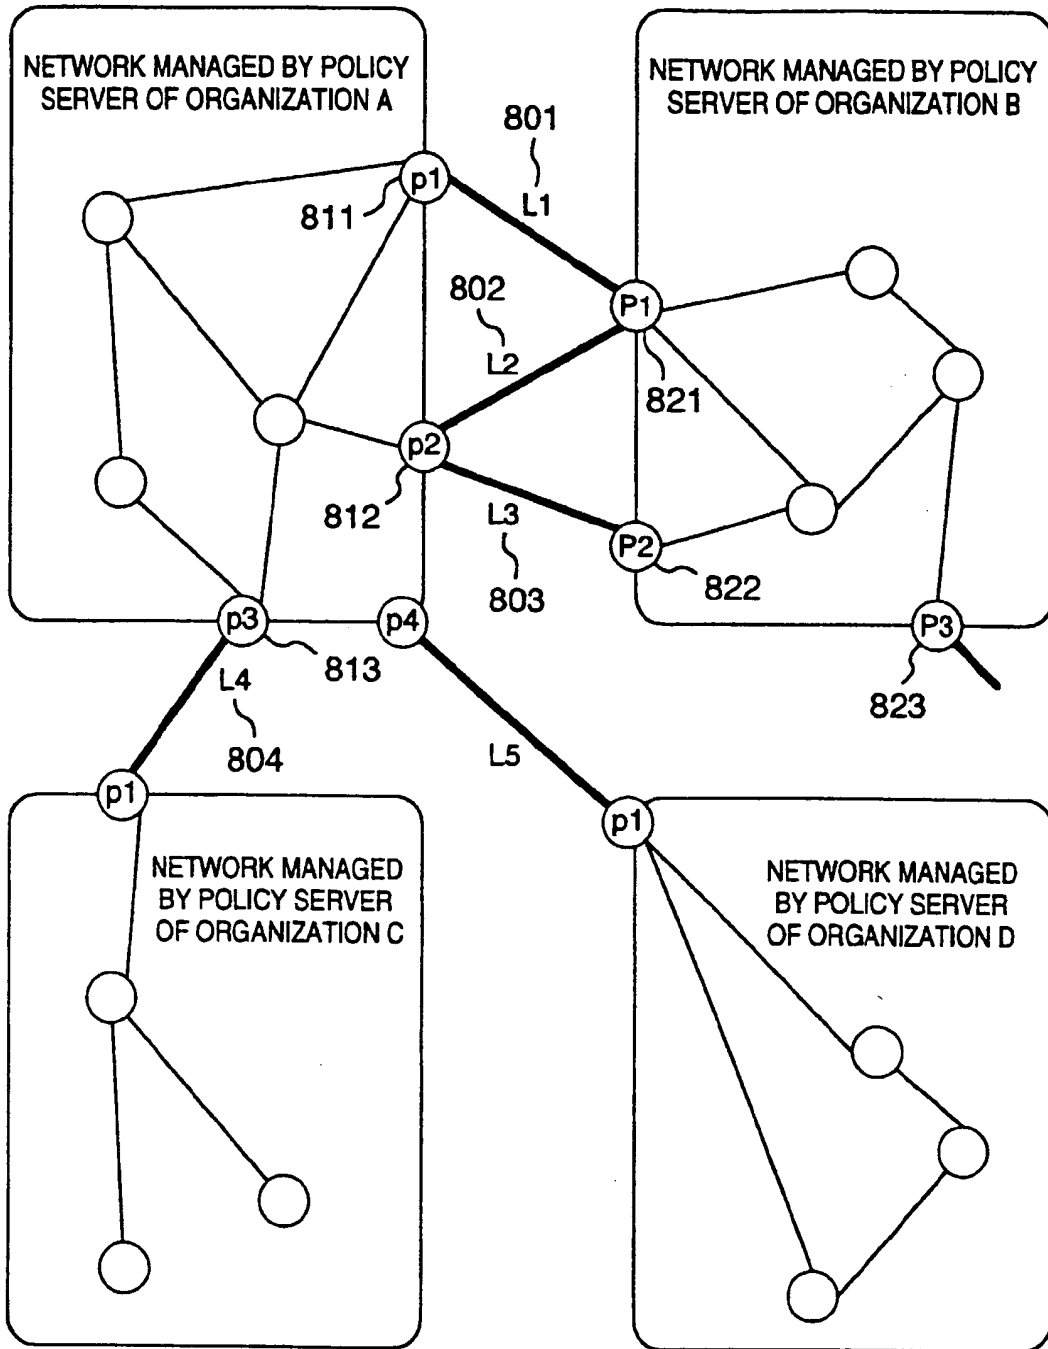 NETWORK MANAGED BY POLICY
SERVER OF ORGANIZATION A
NETWORK MANAGED BY POLICY
SERVER OF ORGANIZATION B
801
p1
811
L1
802
P1
L2
821
p2
812
L3
P2
803
822
p3
p4
P3
813
L4
823
804
L5
p1
p1
NETWORK MANAGED
BY POLICY SERVER
OF ORGANIZATION C
NETWORK MANAGED
BY POLICY SERVER
OF ORGANIZATION D